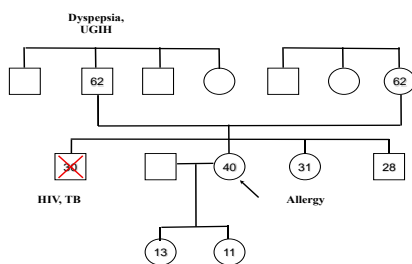 Dyspepsia,
UGIH
62 62
30 40 31 28
HIV, TB Allergy
13 11